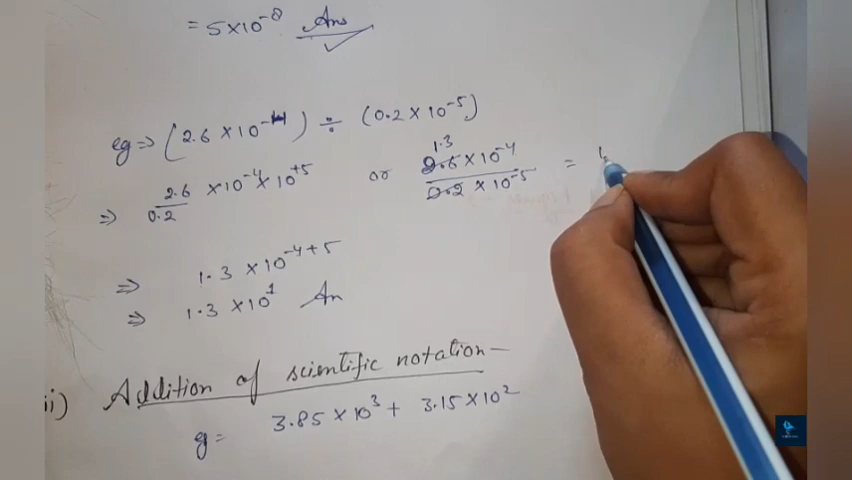 = 5×10⁻⁸ Ans
eg ⇒ (2.6 × 10⁻⁴) ÷ (0.2 × 10⁻⁵)
⇒ 2.6/0.2 × 10⁻⁴ × 10⁺⁵ or 1.3 2.6 × 10⁻⁴/0.2 × 10⁻⁵ = 1
⇒ 1.3 × 10⁻⁴⁺⁵
⇒ 1.3 × 10¹ An
ii) Addition of scientific notation –
g = 3.85 × 10³ + 3.15 × 10²